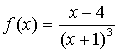 f(x) = (x − 4)/(x + 1)³